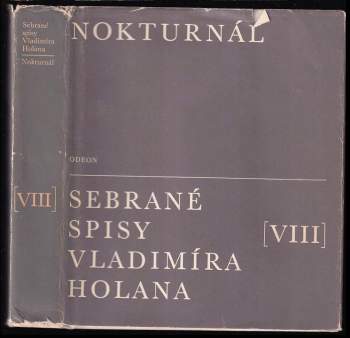 Sebrané
spisy
Vladimíra
Holana
Nokturnál
[VIII]
NOKTURNÁL
ODEON
SEBRANÉ
SPISY [VIII]
VLADIMÍRA
HOLANA